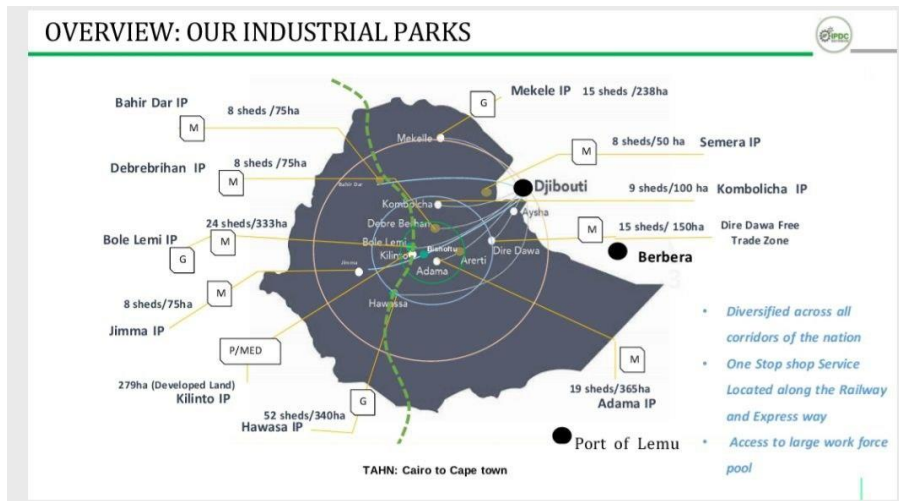 OVERVIEW: OUR INDUSTRIAL PARKS
IPDC
Mekele IP 15 sheds /238ha
G
Bahir Dar IP
8 sheds /75ha
M
Mekelle
8 sheds/50 ha Semera IP
M
Debrebrihan IP
8 sheds /75ha
M
Bahir Dar
Djibouti
9 sheds/100 ha Kombolicha IP
Kombolcha
Aysha
24 sheds/333ha
Debre Berhan
15 sheds/ 150ha
Dire Dawa Free
Trade Zone
M
Bole Lemi IP
M
G
Bole Lemi
Bishoftu
Dire Dawa
Kilinto
Arerti
Adama
Berbera
Jimma
M
8 sheds/75ha
Jimma IP
Hawassa
P/MED
279ha (Developed Land)
Kilinto IP
M
19 sheds/365ha
Adama IP
G
52 sheds/340ha
Hawasa IP
Port of Lemu
TAHN: Cairo to Cape town
• Diversified across all
corridors of the nation
• One Stop shop Service
Located along the Railway
and Express way
• Access to large work force
pool